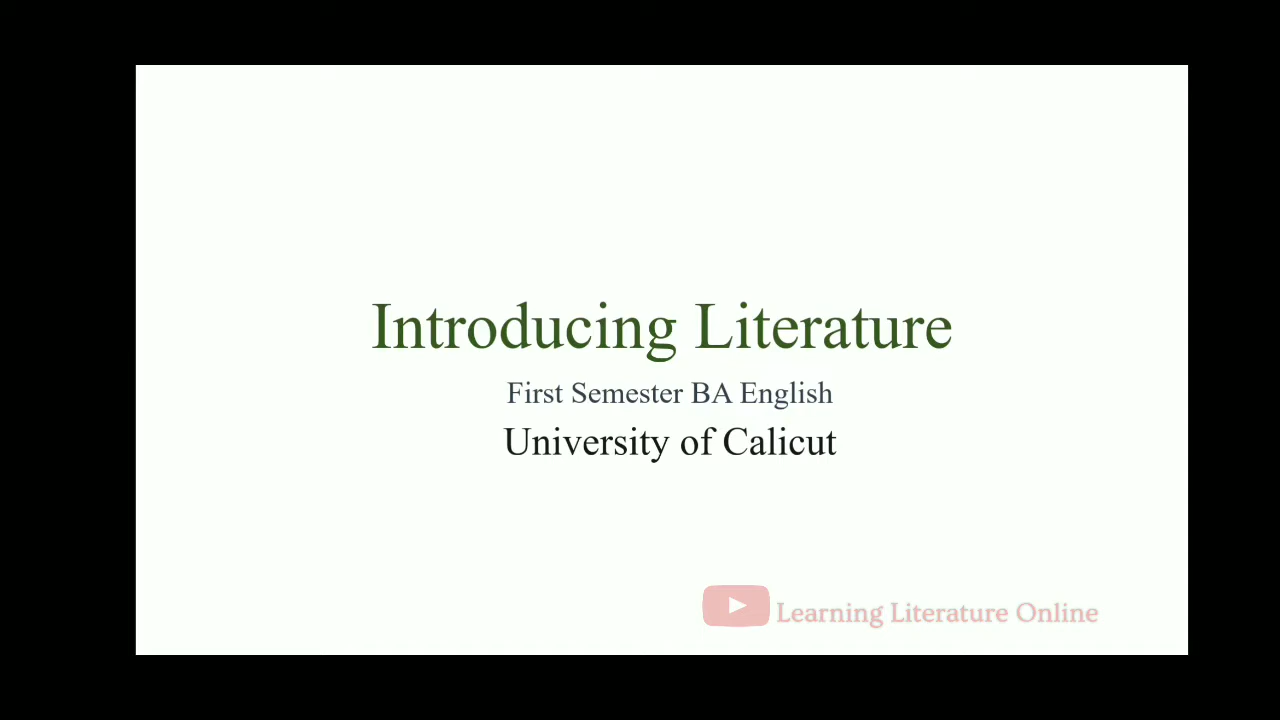 Introducing Literature
First Semester BA English
University of Calicut
Learning Literature Online